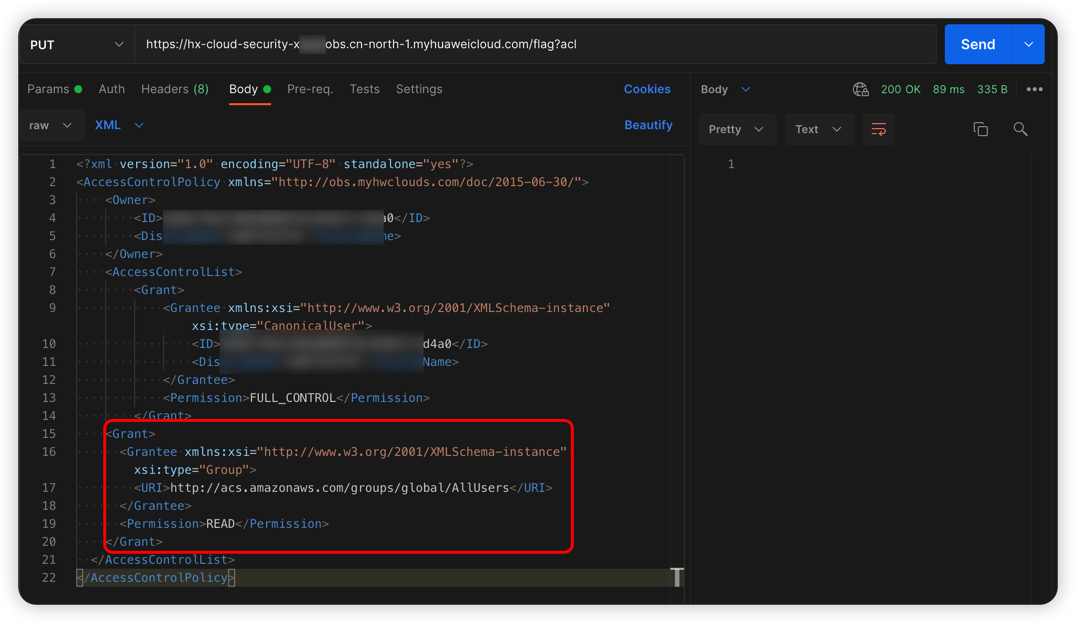 PUT
https://hx-cloud-security-x obs.cn-north-1.myhuaweicloud.com/flag?acl
Send
Params Auth Headers (8) Body Pre-req. Tests Settings Cookies
raw XML Beautify
Body 200 OK 89 ms 335 B
Pretty Text
1
1 <?xml version="1.0" encoding="UTF-8" standalone="yes"?>
2 <AccessControlPolicy xmlns="http://obs.myhwclouds.com/doc/2015-06-30/">
3 <Owner>
4 <ID> a0</ID>
5 <Dis me>
6 </Owner>
7 <AccessControlList>
8 <Grant>
9 <Grantee xmlns:xsi="http://www.w3.org/2001/XMLSchema-instance"
xsi:type="CanonicalUser">
10 <ID> d4a0</ID>
11 <Dis Name>
12 </Grantee>
13 <Permission>FULL_CONTROL</Permission>
14 </Grant>
15 <Grant>
16 <Grantee xmlns:xsi="http://www.w3.org/2001/XMLSchema-instance"
xsi:type="Group">
17 <URI>http://acs.amazonaws.com/groups/global/AllUsers</URI>
18 </Grantee>
19 <Permission>READ</Permission>
20 </Grant>
21 </AccessControlList>
22 </AccessControlPolicy>